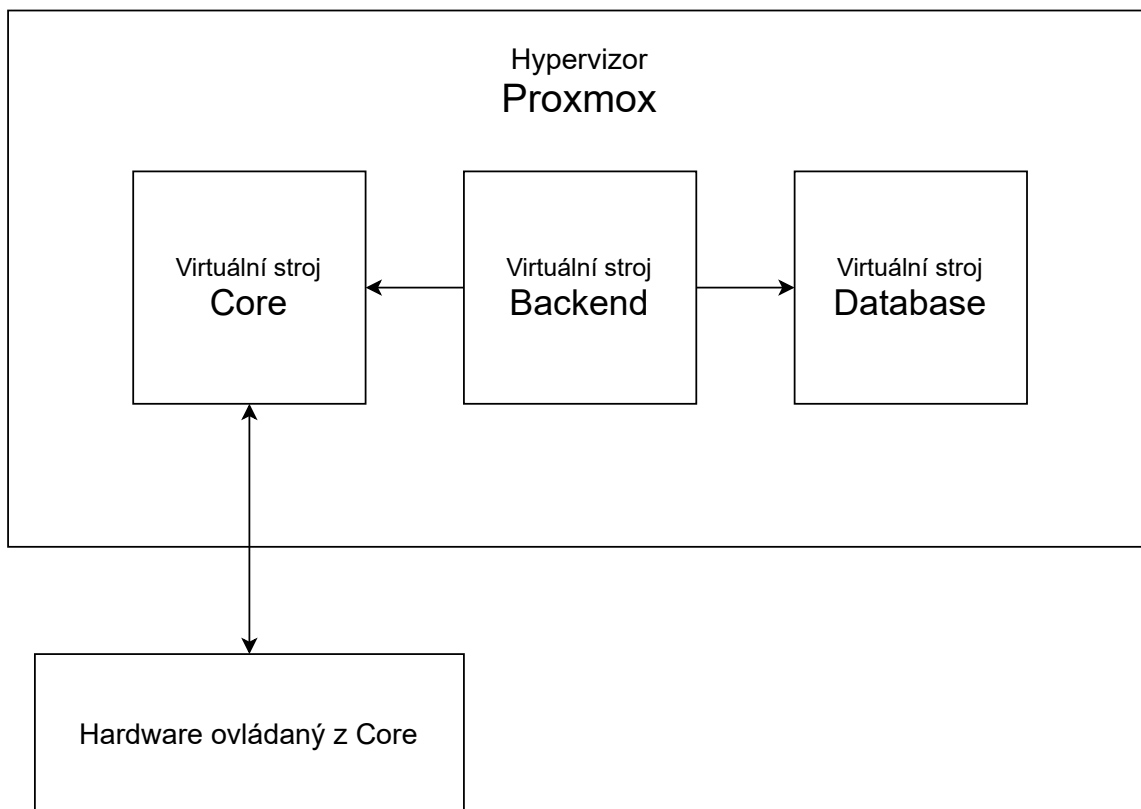 Hypervizor
Proxmox
Virtuální stroj
Core
Virtuální stroj
Backend
Virtuální stroj
Database
Hardware ovládaný z Core